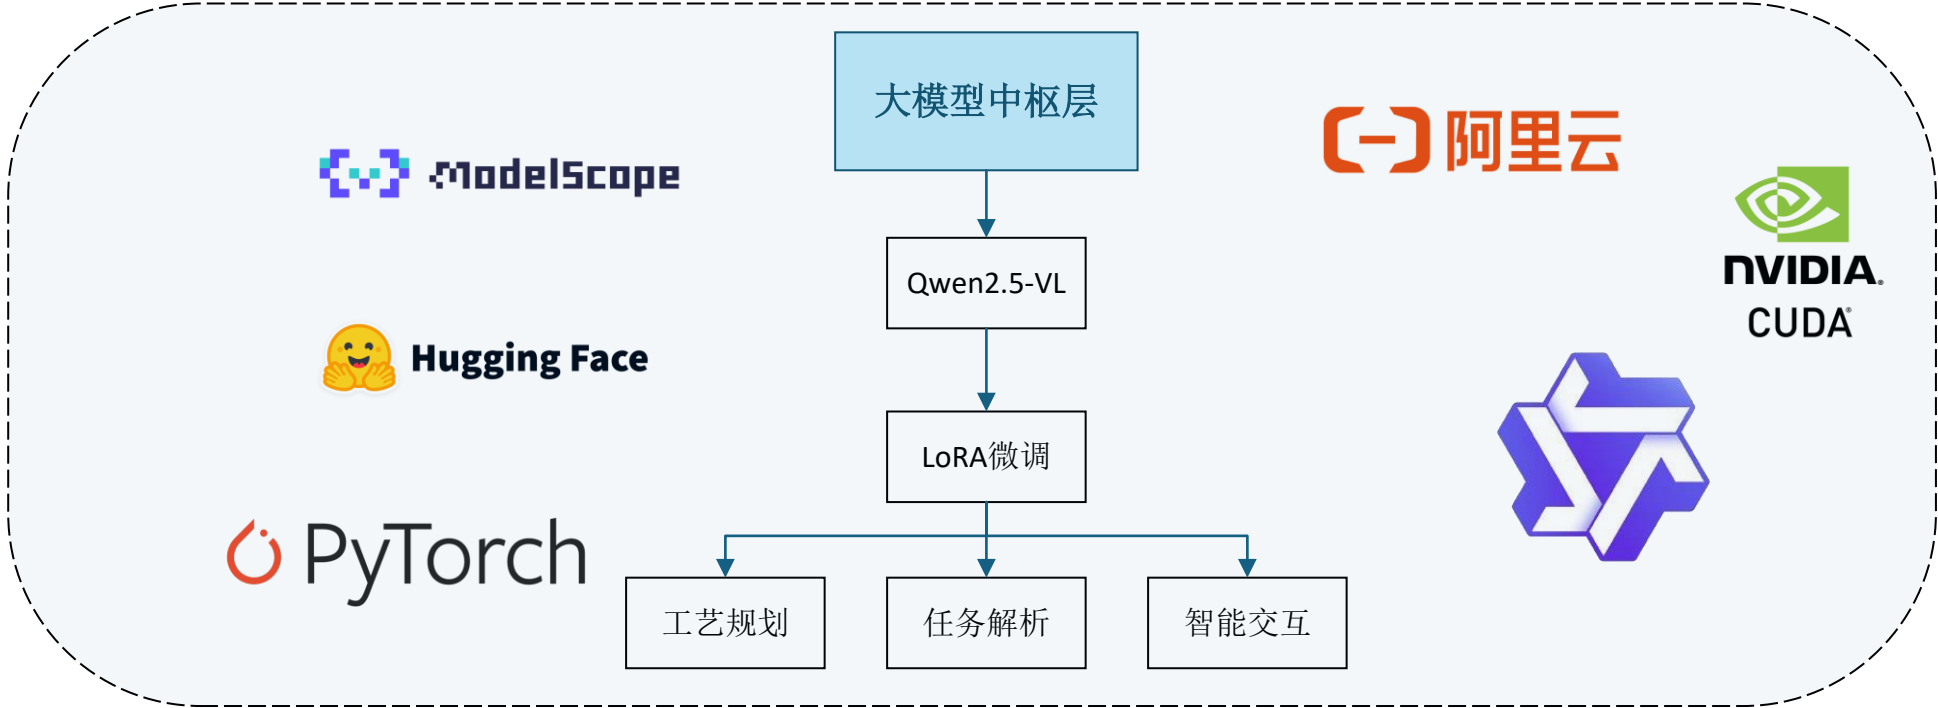 大模型中枢层
ModelScope
阿里云
NVIDIA.
CUDA
Qwen2.5-VL
Hugging Face
LoRA微调
PyTorch
工艺规划
任务解析
智能交互